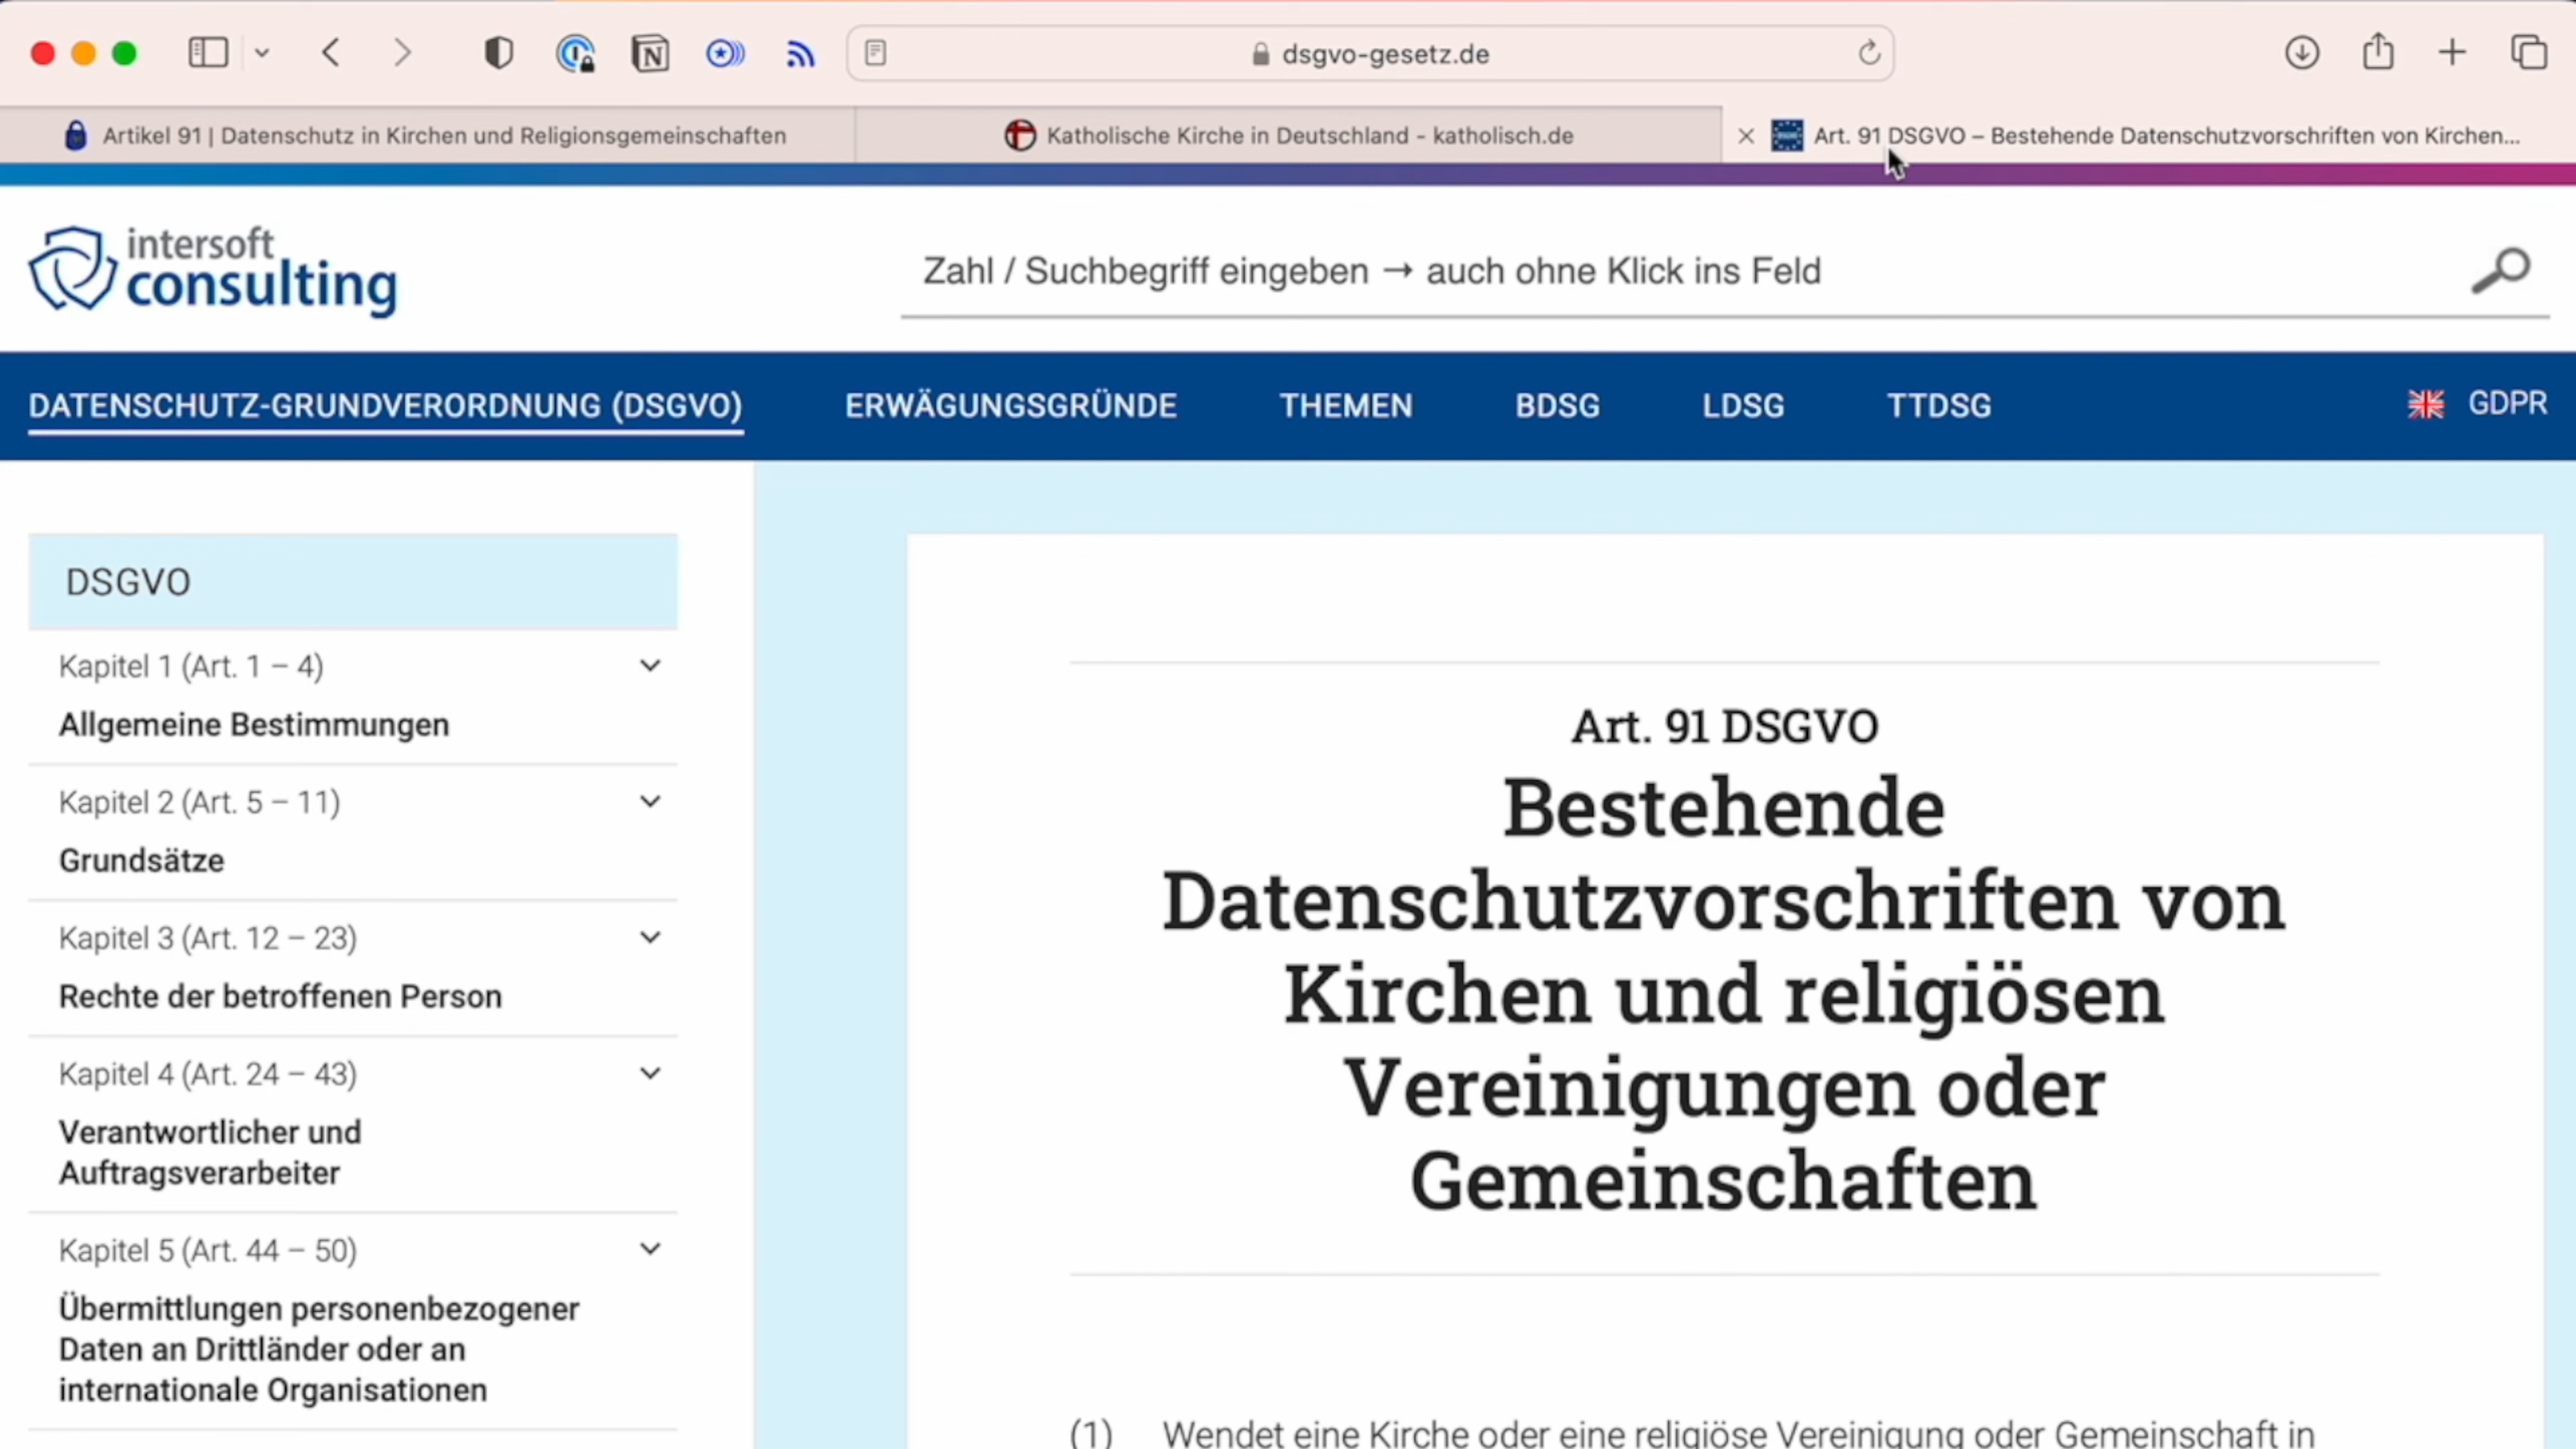 dsgvo-gesetz.de
Artikel 91 | Datenschutz in Kirchen und Religionsgemeinschaften
Katholische Kirche in Deutschland - katholisch.de
Art. 91 DSGVO – Bestehende Datenschutzvorschriften von Kirchen...
intersoft
consulting
Zahl / Suchbegriff eingeben → auch ohne Klick ins Feld
DATENSCHUTZ-GRUNDVERORDNUNG (DSGVO)
ERWÄGUNGSGRÜNDE
THEMEN
BDSG
LDSG
TTDSG
GDPR
DSGVO
Kapitel 1 (Art. 1 – 4)
Allgemeine Bestimmungen
Kapitel 2 (Art. 5 – 11)
Grundsätze
Kapitel 3 (Art. 12 – 23)
Rechte der betroffenen Person
Kapitel 4 (Art. 24 – 43)
Verantwortlicher und
Auftragsverarbeiter
Kapitel 5 (Art. 44 – 50)
Übermittlungen personenbezogener
Daten an Drittländer oder an
internationale Organisationen
Art. 91 DSGVO
Bestehende
Datenschutzvorschriften von
Kirchen und religiösen
Vereinigungen oder
Gemeinschaften
(1) Wendet eine Kirche oder eine religiöse Vereinigung oder Gemeinschaft in